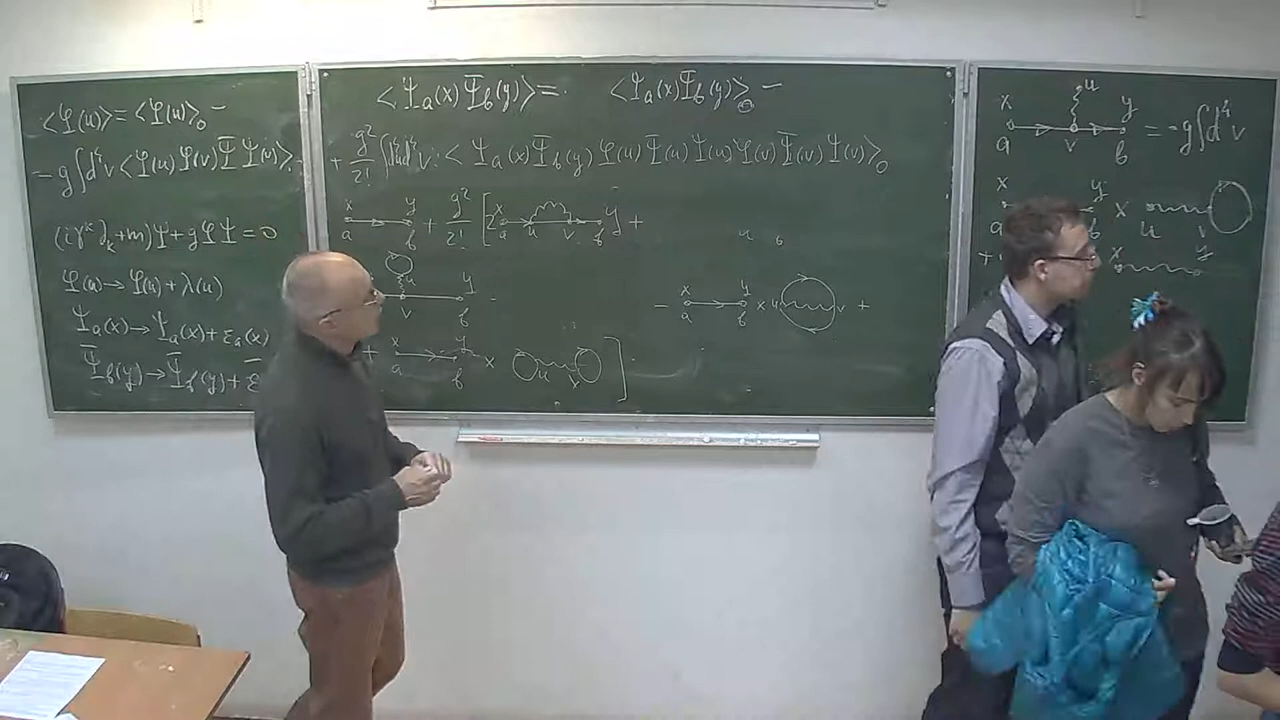 <φ(u)> = <φ(u)>₀ −
− g∫d⁴v <φ(u) φ(v) Ψ̄ Ψ(v)>₀
(iγᵏ∂ₖ+m)Ψ + gφΨ = 0
φ(u) → φ(u) + λ(u)
Ψₐ(x) → Ψₐ(x) + εₐ(x)
Ψ̄_b(y) → Ψ̄_b(y) + ε̄
<Ψₐ(x) Ψ̄_b(y)> = <Ψₐ(x) Ψ̄_b(y)>₀ −
+ g²/2! ∫d⁴u d⁴v <Ψₐ(x) Ψ̄_b(y) φ(u) Ψ̄(u) Ψ(u) φ(v) Ψ̄(v) Ψ(v)>₀
x y a b + g²/2! [2 x y a u v b +
u v y b
− x y a b × u v +
+ a y b × u v ]
x u y a v b = −g∫d⁴v
x y a b × u v
+ × y